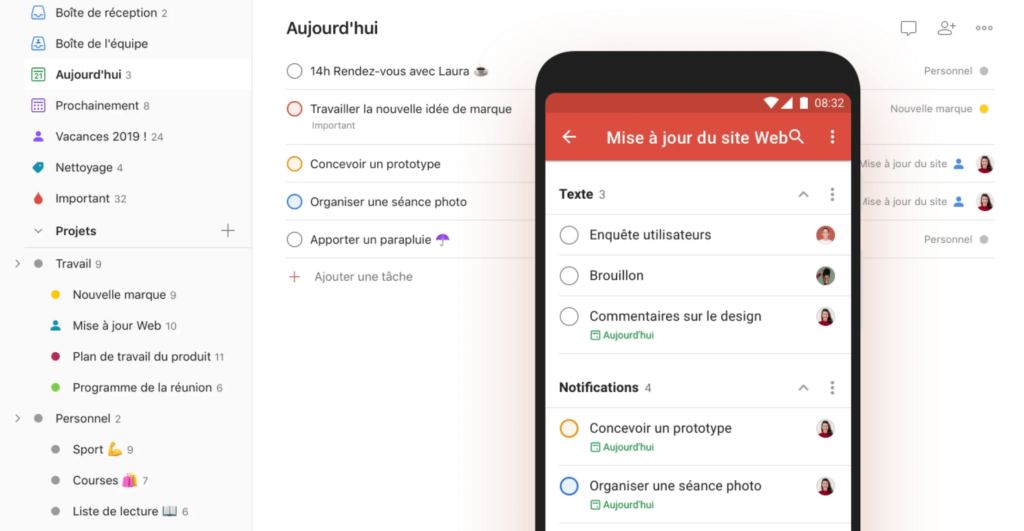 Boîte de réception 2
Boîte de l'équipe
21
Aujourd'hui 3
Prochainement 8
Vacances 2019 ! 24
Nettoyage 4
Important 32
Projets
Travail 9
Nouvelle marque 9
Mise à jour Web 10
Plan de travail du produit 11
Programme de la réunion 6
Personnel 2
Sport 💪 9
Courses 🛍️ 7
Liste de lecture 📖 6
Aujourd'hui
14h Rendez-vous avec Laura ☕
Personnel
Travailler la nouvelle idée de marque
Important
Nouvelle marque
Concevoir un prototype
Mise à jour du site
Organiser une séance photo
Mise à jour du site
Apporter un parapluie ☂️
Personnel
Ajouter une tâche
08:32
Mise à jour du site Web
Texte 3
Enquête utilisateurs
Brouillon
Commentaires sur le design
Aujourd'hui
Notifications 4
Concevoir un prototype
Aujourd'hui
Organiser une séance photo
Aujourd'hui